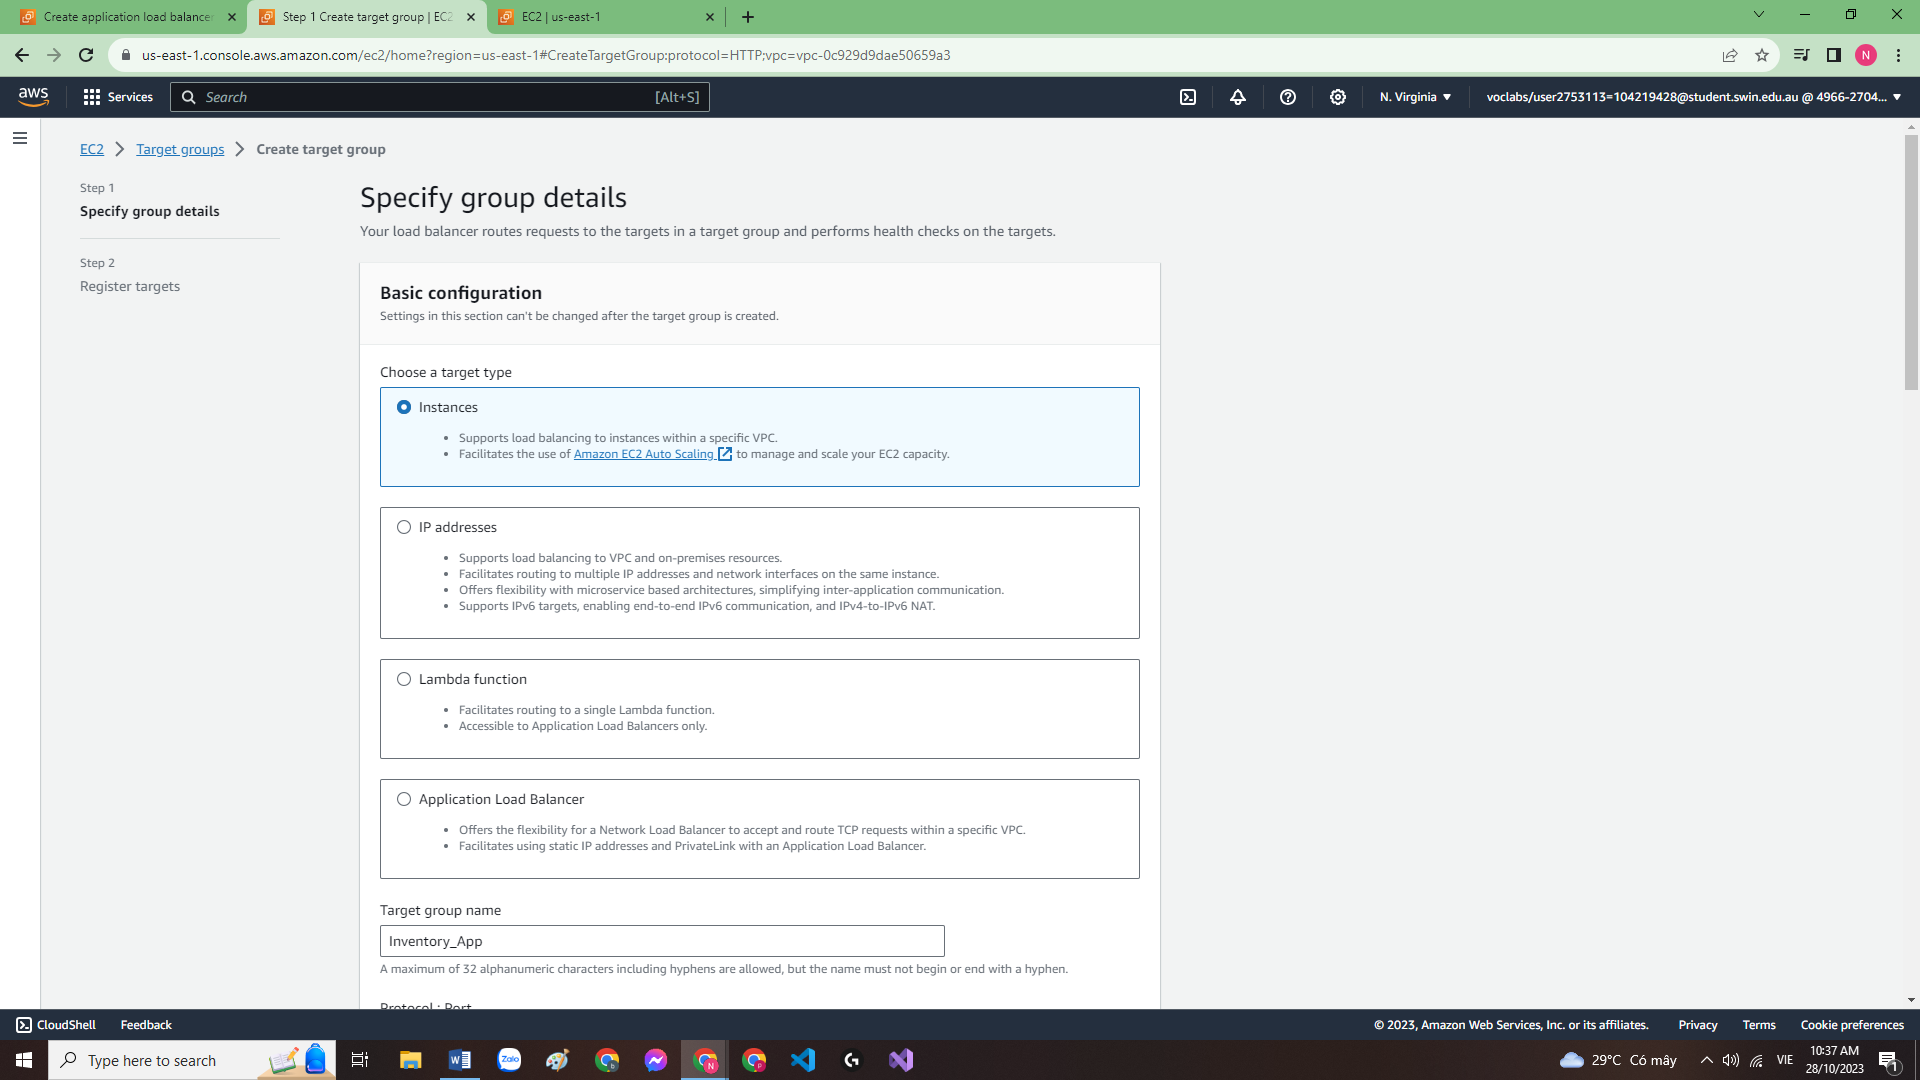 Create application load balancer
Step 1 Create target group | EC2
EC2 | us-east-1
us-east-1.console.aws.amazon.com/ec2/home?region=us-east-1#CreateTargetGroup:protocol=HTTP;vpc=vpc-0c929d9dae50659a3
N
aws
Services
Search
[Alt+S]
N. Virginia
voclabs/user2753113=104219428@student.swin.edu.au @ 4966-2704...
EC2
Target groups
Create target group
Step 1
Specify group details
Step 2
Register targets
Specify group details
Your load balancer routes requests to the targets in a target group and performs health checks on the targets.
Basic configuration
Settings in this section can't be changed after the target group is created.
Choose a target type
Instances
Supports load balancing to instances within a specific VPC.
Facilitates the use of Amazon EC2 Auto Scaling to manage and scale your EC2 capacity.
IP addresses
Supports load balancing to VPC and on-premises resources.
Facilitates routing to multiple IP addresses and network interfaces on the same instance.
Offers flexibility with microservice based architectures, simplifying inter-application communication.
Supports IPv6 targets, enabling end-to-end IPv6 communication, and IPv4-to-IPv6 NAT.
Lambda function
Facilitates routing to a single Lambda function.
Accessible to Application Load Balancers only.
Application Load Balancer
Offers the flexibility for a Network Load Balancer to accept and route TCP requests within a specific VPC.
Facilitates using static IP addresses and PrivateLink with an Application Load Balancer.
Target group name
Inventory_App
A maximum of 32 alphanumeric characters including hyphens are allowed, but the name must not begin or end with a hyphen.
Protocol : Port
CloudShell
Feedback
© 2023, Amazon Web Services, Inc. or its affiliates.
Privacy
Terms
Cookie preferences
Type here to search
Zalo
29°C Có mây
VIE
10:37 AM
28/10/2023
1